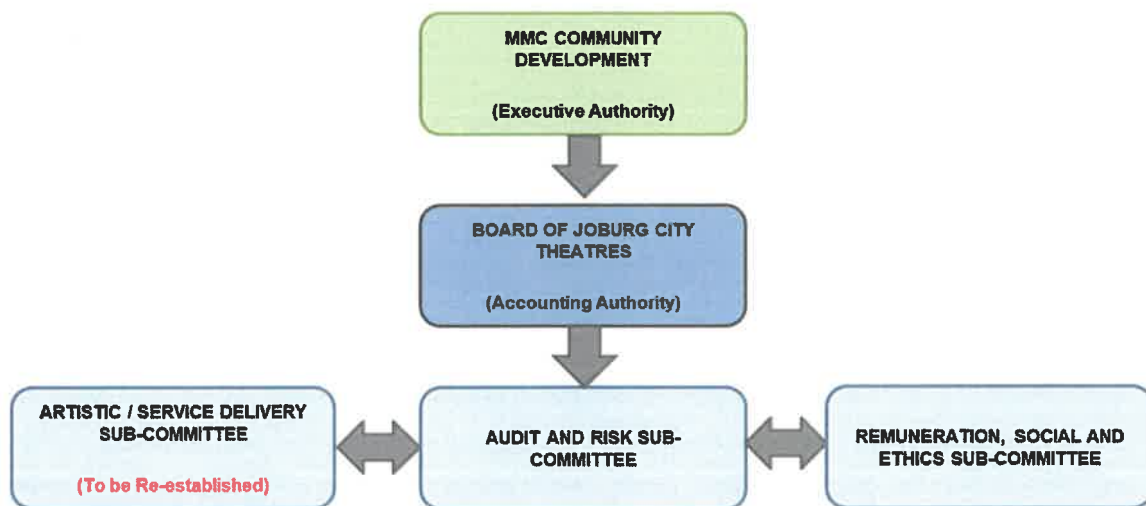 MMC COMMUNITY
DEVELOPMENT
(Executive Authority)
BOARD OF JOBURG CITY
THEATRES
(Accounting Authority)
ARTISTIC / SERVICE DELIVERY
SUB-COMMITTEE
(To be Re-established)
AUDIT AND RISK SUB-
COMMITTEE
REMUNERATION, SOCIAL AND
ETHICS SUB-COMMITTEE